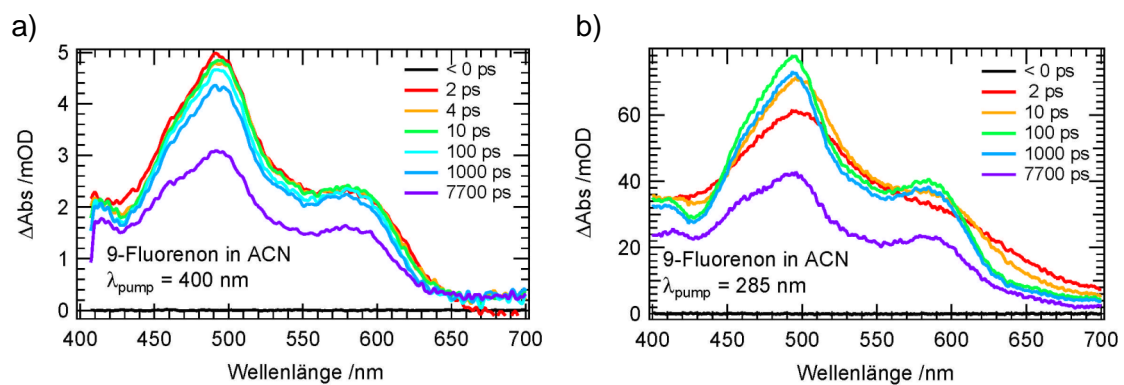 a)
ΔAbs /mOD
5
4
3
2
1
0
< 0 ps
2 ps
4 ps
10 ps
100 ps
1000 ps
7700 ps
9-Fluorenon in ACN
λpump = 400 nm
400 450 500 550 600 650 700
Wellenlänge /nm
b)
ΔAbs /mOD
60
40
20
0
< 0 ps
2 ps
10 ps
100 ps
1000 ps
7700 ps
9-Fluorenon in ACN
λpump = 285 nm
400 450 500 550 600 650 700
Wellenlänge /nm